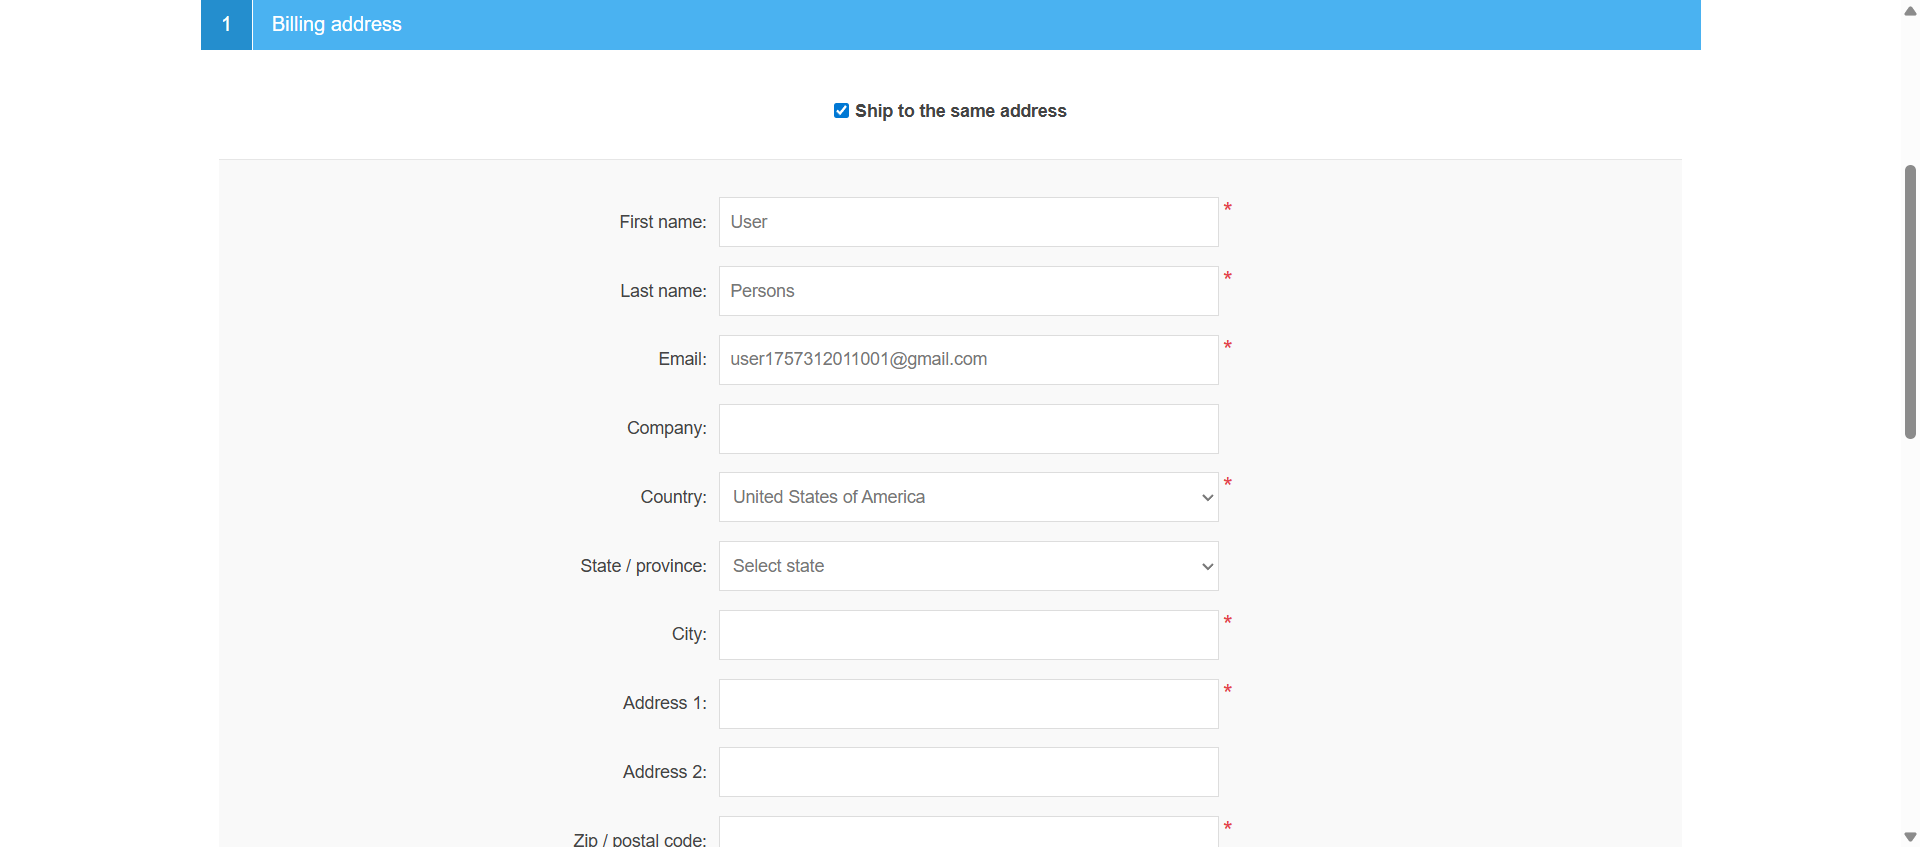 1 Billing address
Ship to the same address
First name: User *
Last name: Persons *
Email: user1757312011001@gmail.com *
Company:
Country: United States of America *
State / province: Select state
City: *
Address 1: *
Address 2:
Zip / postal code: *